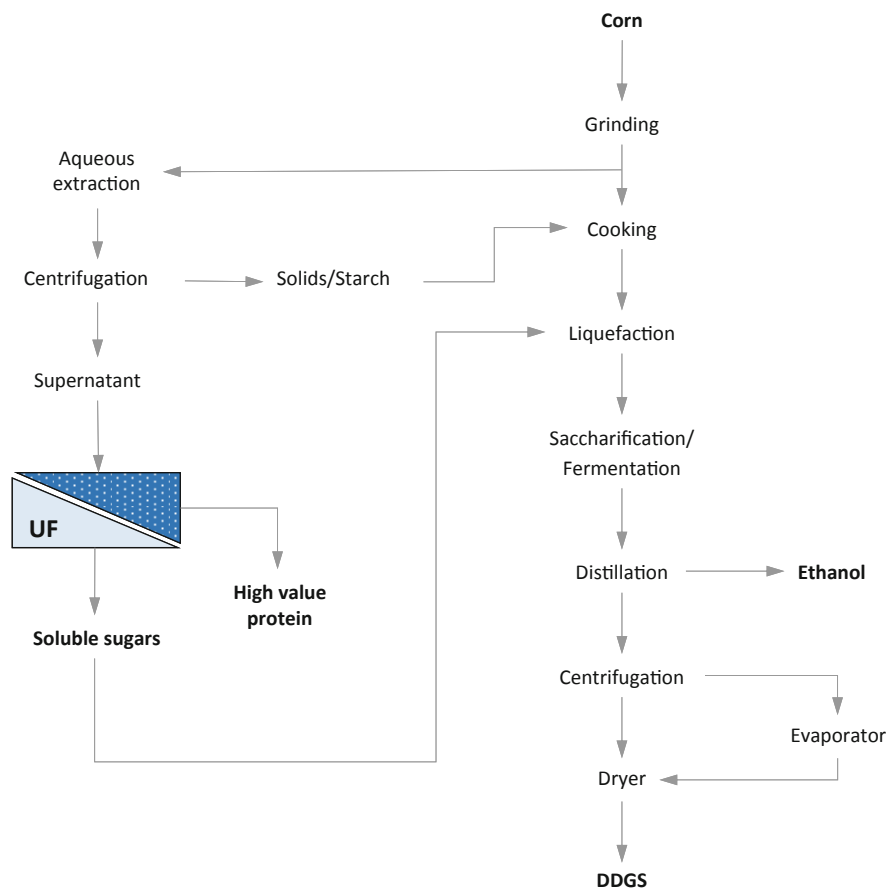 Corn
Grinding
Aqueous
extraction
Cooking
Centrifugation
Solids/Starch
Liquefaction
Supernatant
Saccharification/
Fermentation
UF
Distillation
Ethanol
High value
protein
Soluble sugars
Centrifugation
Evaporator
Dryer
DDGS